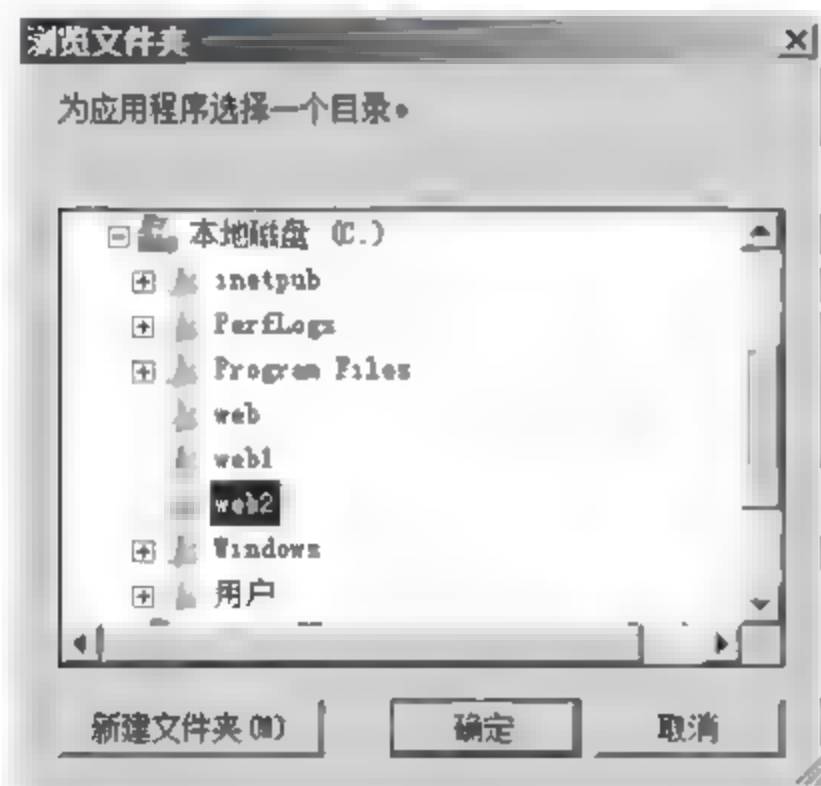 浏览文件夹
为应用程序选择一个目录。
本地磁盘 (C:)
inetpub
PerfLogs
Program Files
web
web1
web2
Windows
用户
新建文件夹(M)
确定
取消